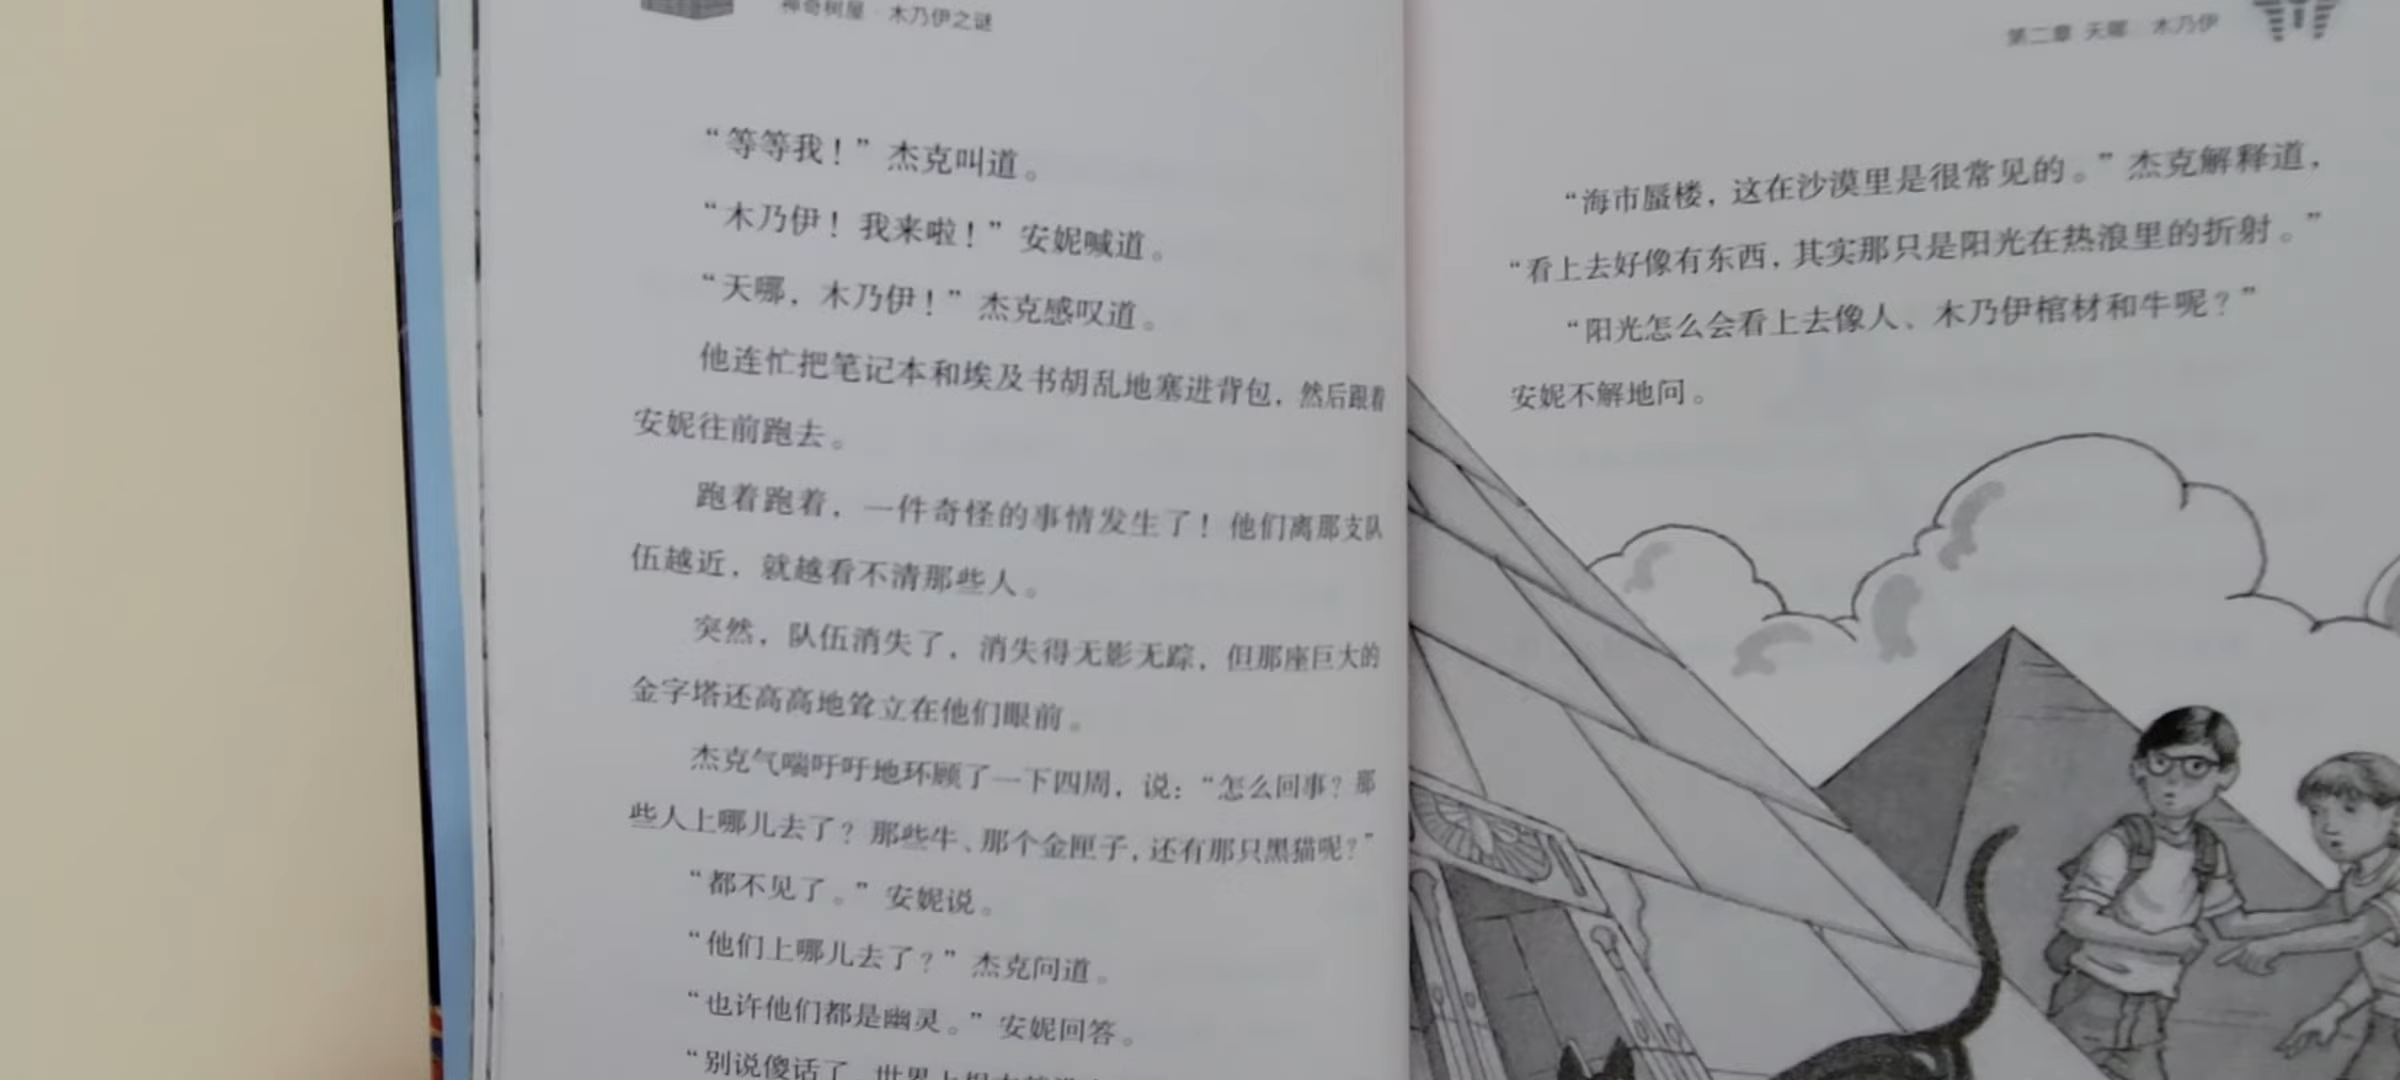 神奇树屋·木乃伊之谜
“等等我！”杰克叫道。
“木乃伊！我来啦！”安妮喊道。
“天哪，木乃伊！”杰克感叹道。
他连忙把笔记本和埃及书胡乱地塞进背包，然后跟着
安妮往前跑去。
跑着跑着，一件奇怪的事情发生了！他们离那支队
伍越近，就越看不清那些人。
突然，队伍消失了，消失得无影无踪，但那座巨大的
金字塔还高高地耸立在他们眼前。
杰克气喘吁吁地环顾了一下四周，说：“怎么回事？那
些人上哪儿去了？那些牛、那个金匣子，还有那只黑猫呢？”
“都不见了。”安妮说。
“他们上哪儿去了？”杰克问道。
“也许他们都是幽灵。”安妮回答。
“别说傻话了
第二章 天哪 木乃伊
“海市蜃楼，这在沙漠里是很常见的。”杰克解释道，
“看上去好像有东西，其实那只是阳光在热浪里的折射。”
“阳光怎么会看上去像人、木乃伊棺材和牛呢？”
安妮不解地问。